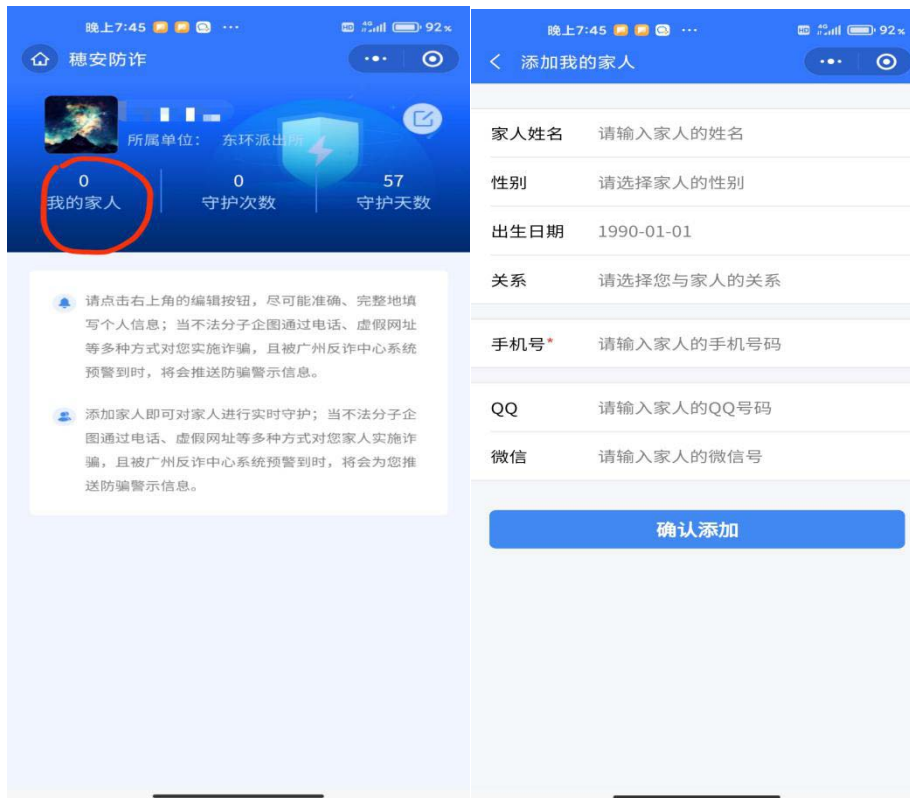 晚上7:45 ··· HD 4G 92%
穗安防诈
所属单位： 东环派出所
0 0 57
我的家人 守护次数 守护天数
请点击右上角的编辑按钮，尽可能准确、完整地填
写个人信息；当不法分子企图通过电话、虚假网址
等多种方式对您实施诈骗，且被广州反诈中心系统
预警到时，将会推送防骗警示信息。
添加家人即可对家人进行实时守护；当不法分子企
图通过电话、虚假网址等多种方式对您家人实施诈
骗，且被广州反诈中心系统预警到时，将会为您推
送防骗警示信息。
晚上7:45 ··· HD 4G 92%
添加我的家人
家人姓名 请输入家人的姓名
性别 请选择家人的性别
出生日期 1990-01-01
关系 请选择您与家人的关系
手机号* 请输入家人的手机号码
QQ 请输入家人的QQ号码
微信 请输入家人的微信号
确认添加